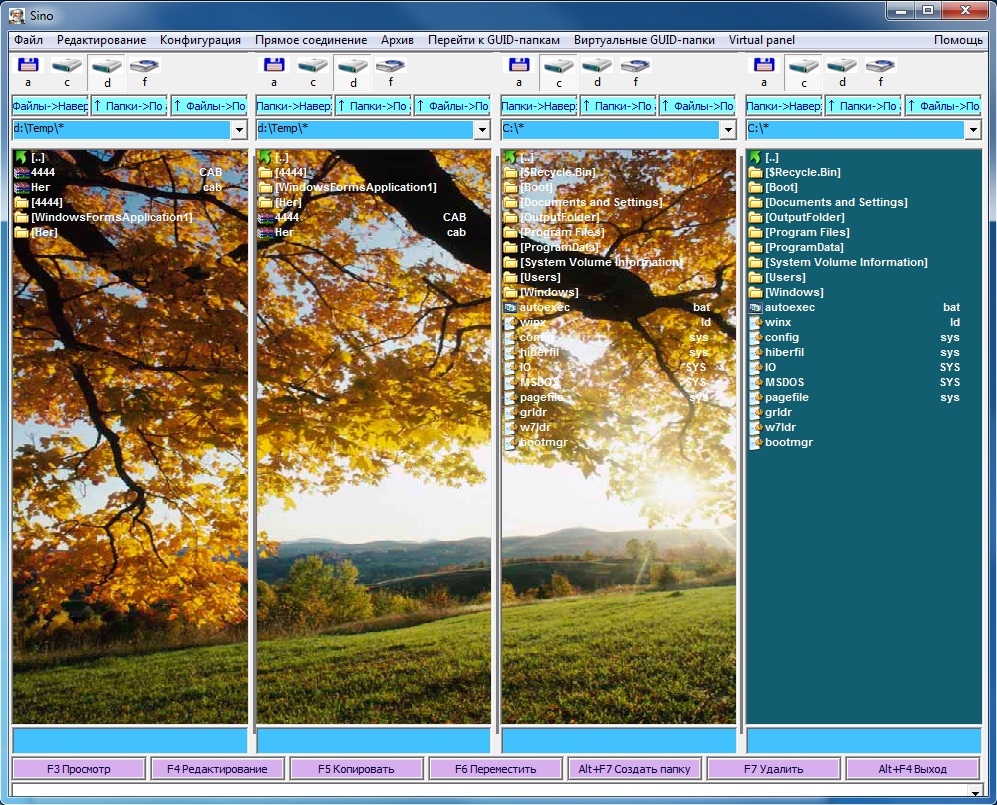 Sino
Файл Редактирование Конфигурация Прямое соединение Архив Перейти к GUID-папкам Виртуальные GUID-папки Virtual panel Помощь
a c d f a c d f a c d f a c d f
Файлы->Навер ↑ Папки->По ↑ Файлы->По Папки->Навер ↑ Папки->По ↑ Файлы->По Папки->Навер ↑ Папки->По ↑ Файлы->По Папки->Навер ↑ Папки->По ↑ Файлы->По
d:\Temp\* d:\Temp\* C:\* C:\*
[..]
4444 CAB
Her cab
[4444]
[WindowsFormsApplication1]
[Her]
[..]
[4444]
[WindowsFormsApplication1]
[Her]
4444 CAB
Her cab
[..]
[$Recycle.Bin]
[Boot]
[Documents and Settings]
[OutputFolder]
[Program Files]
[ProgramData]
[System Volume Information]
[Users]
[Windows]
autoexec bat
winx ld
config sys
hiberfil sys
IO SYS
MSDOS SYS
pagefile sys
grldr
w7ldr
bootmgr
[..]
[$Recycle.Bin]
[Boot]
[Documents and Settings]
[OutputFolder]
[Program Files]
[ProgramData]
[System Volume Information]
[Users]
[Windows]
autoexec bat
winx ld
config sys
hiberfil sys
IO SYS
MSDOS SYS
pagefile sys
grldr
w7ldr
bootmgr
F3 Просмотр F4 Редактирование F5 Копировать F6 Переместить Alt+F7 Создать папку F7 Удалить Alt+F4 Выход